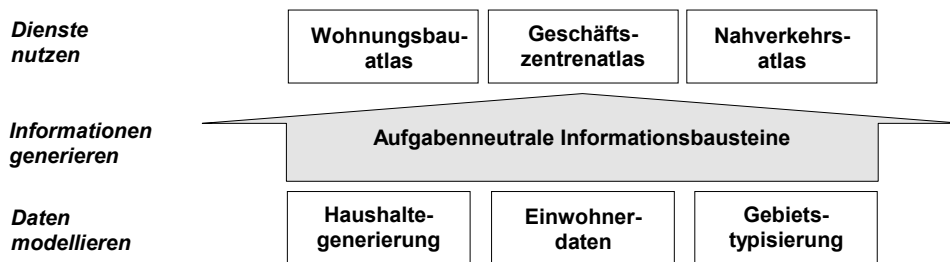 Dienste
nutzen
Wohnungsbau-
atlas
Geschäfts-
zentrenatlas
Nahverkehrs-
atlas
Informationen
generieren
Aufgabenneutrale Informationsbausteine
Daten
modellieren
Haushalte-
generierung
Einwohner-
daten
Gebiets-
typisierung